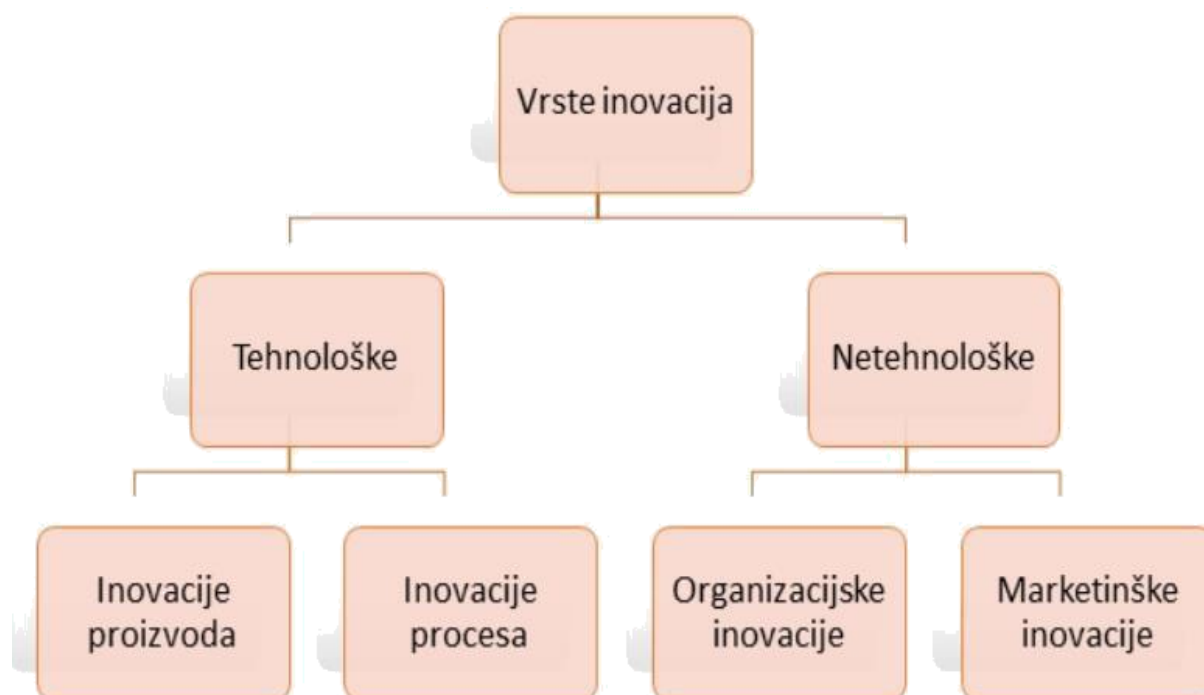 Vrste inovacija
Tehnološke
Netehnološke
Inovacije
proizvoda
Inovacije
procesa
Organizacijske
inovacije
Marketinške
inovacije